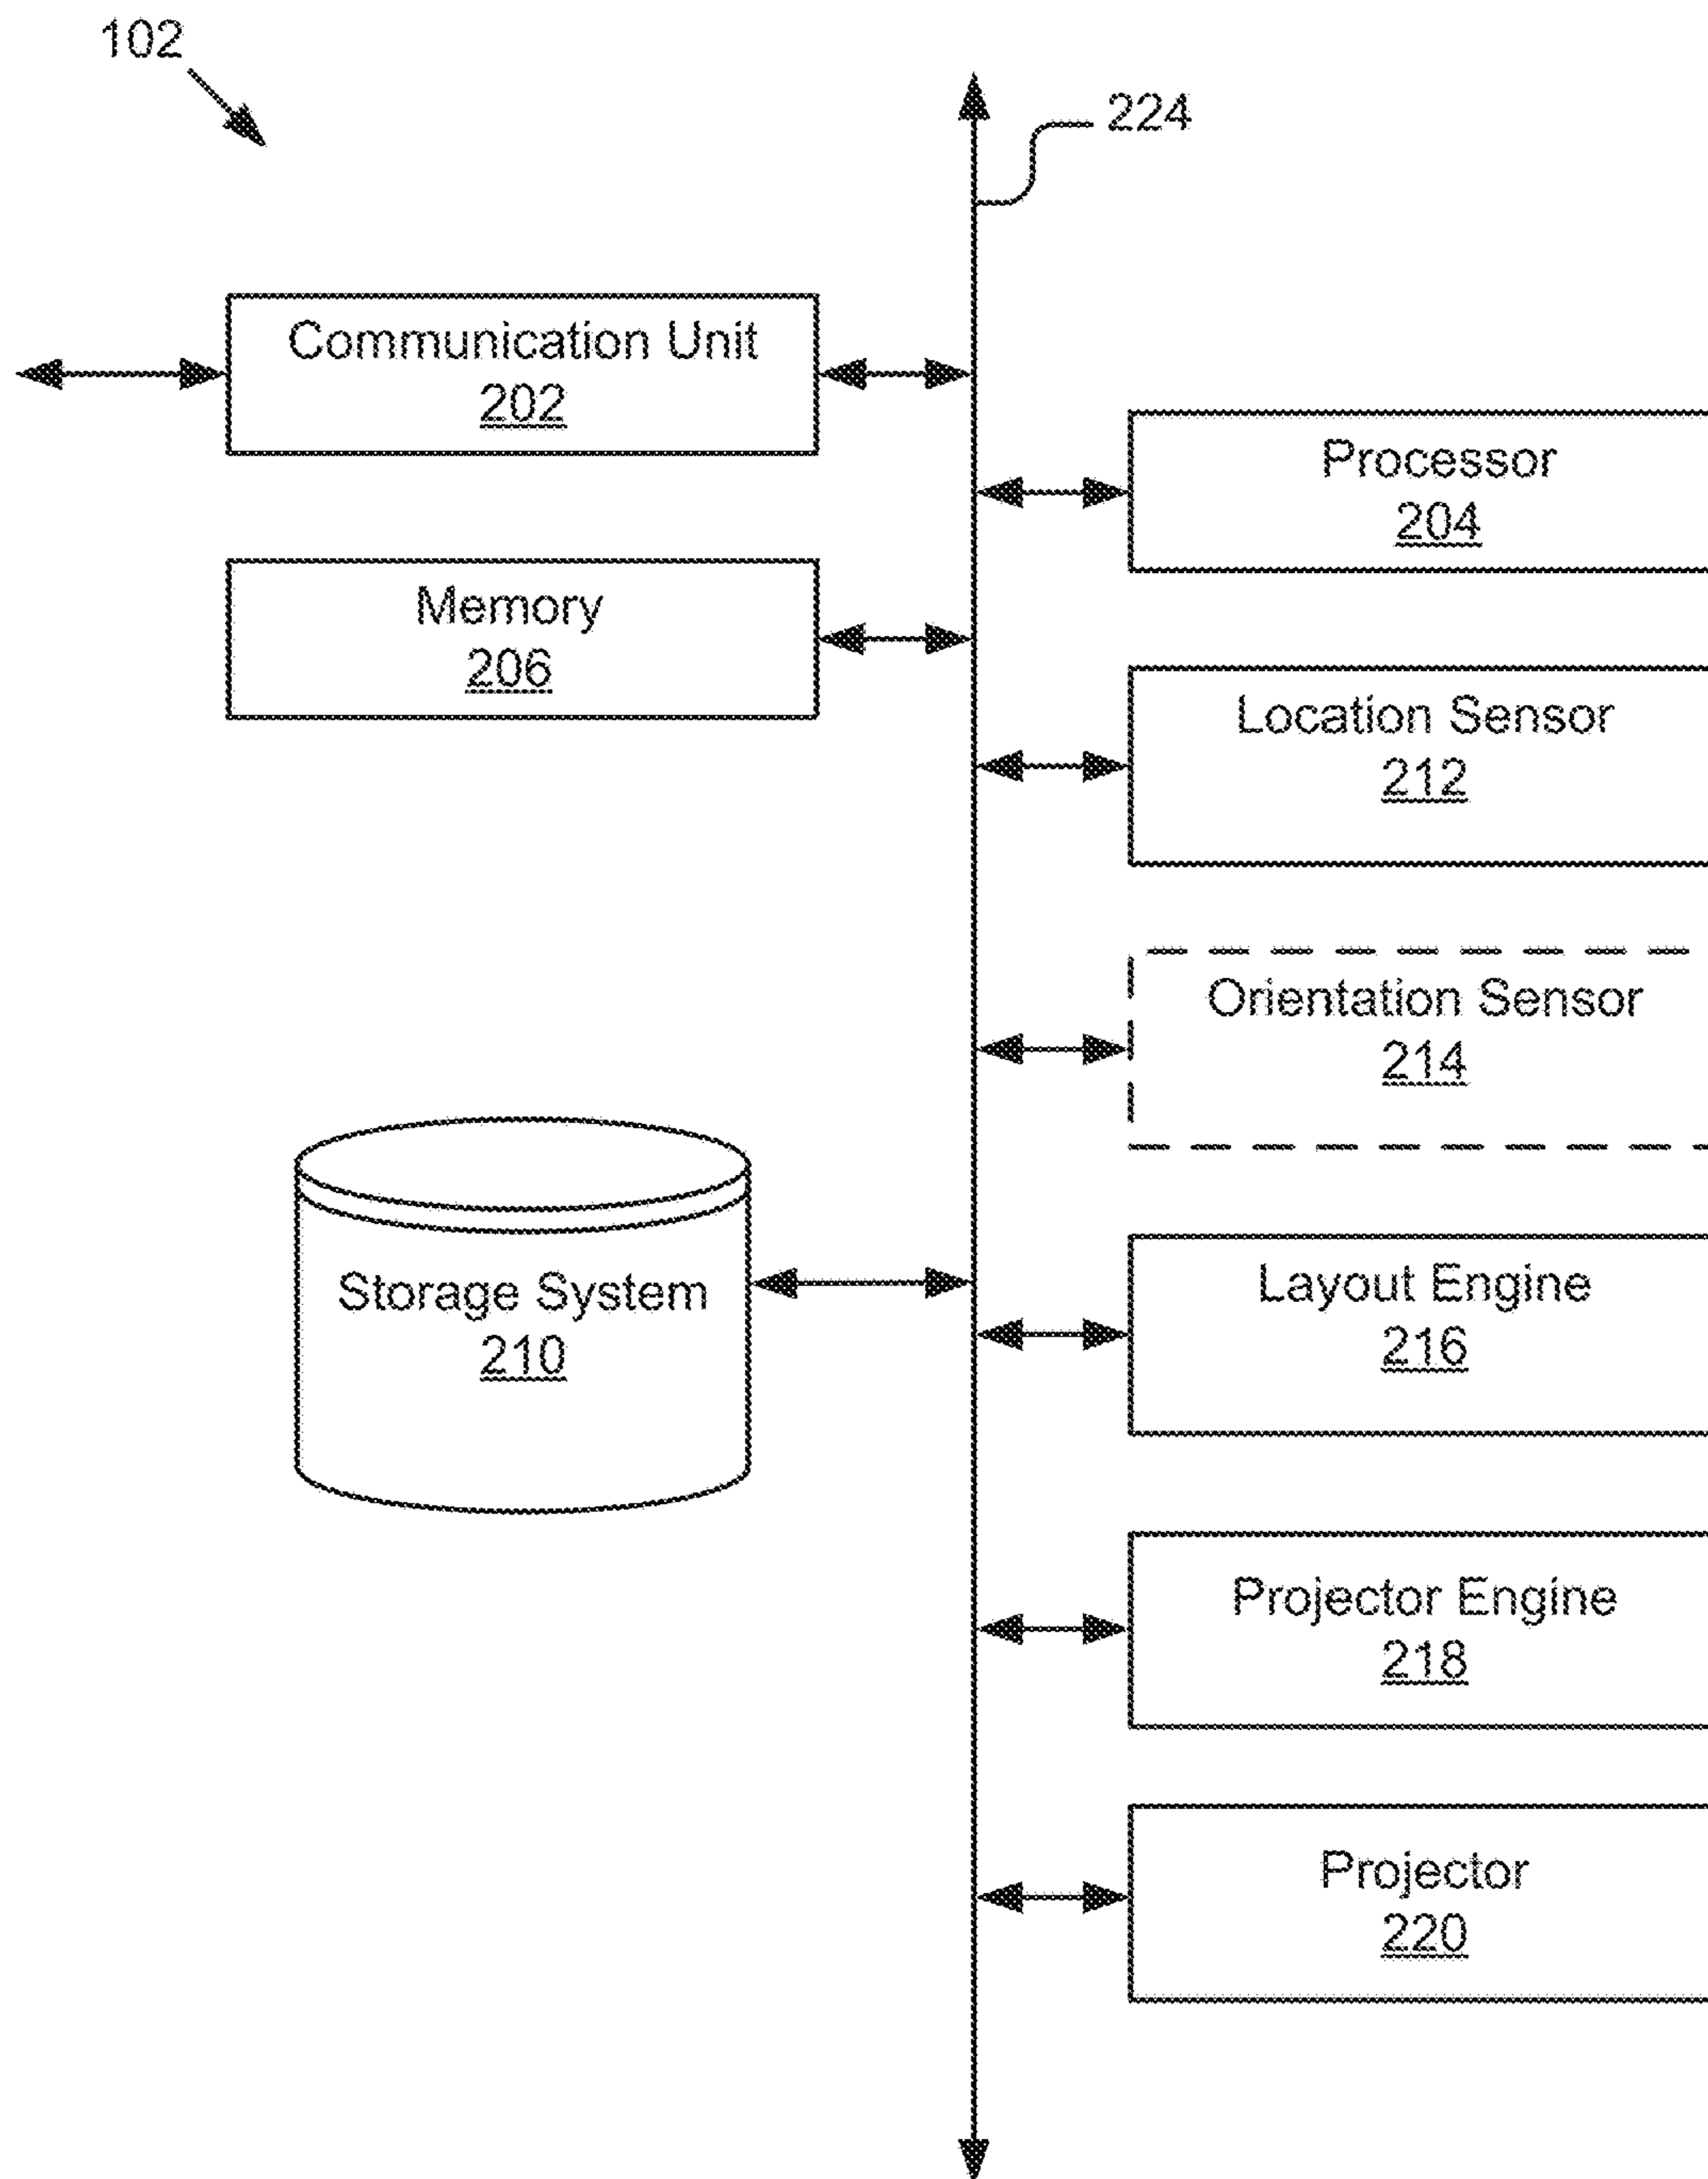 102
224
Communication Unit
202
Processor
204
Memory
206
Location Sensor
212
Orientation Sensor
214
Storage System
210
Layout Engine
216
Projector Engine
218
Projector
220